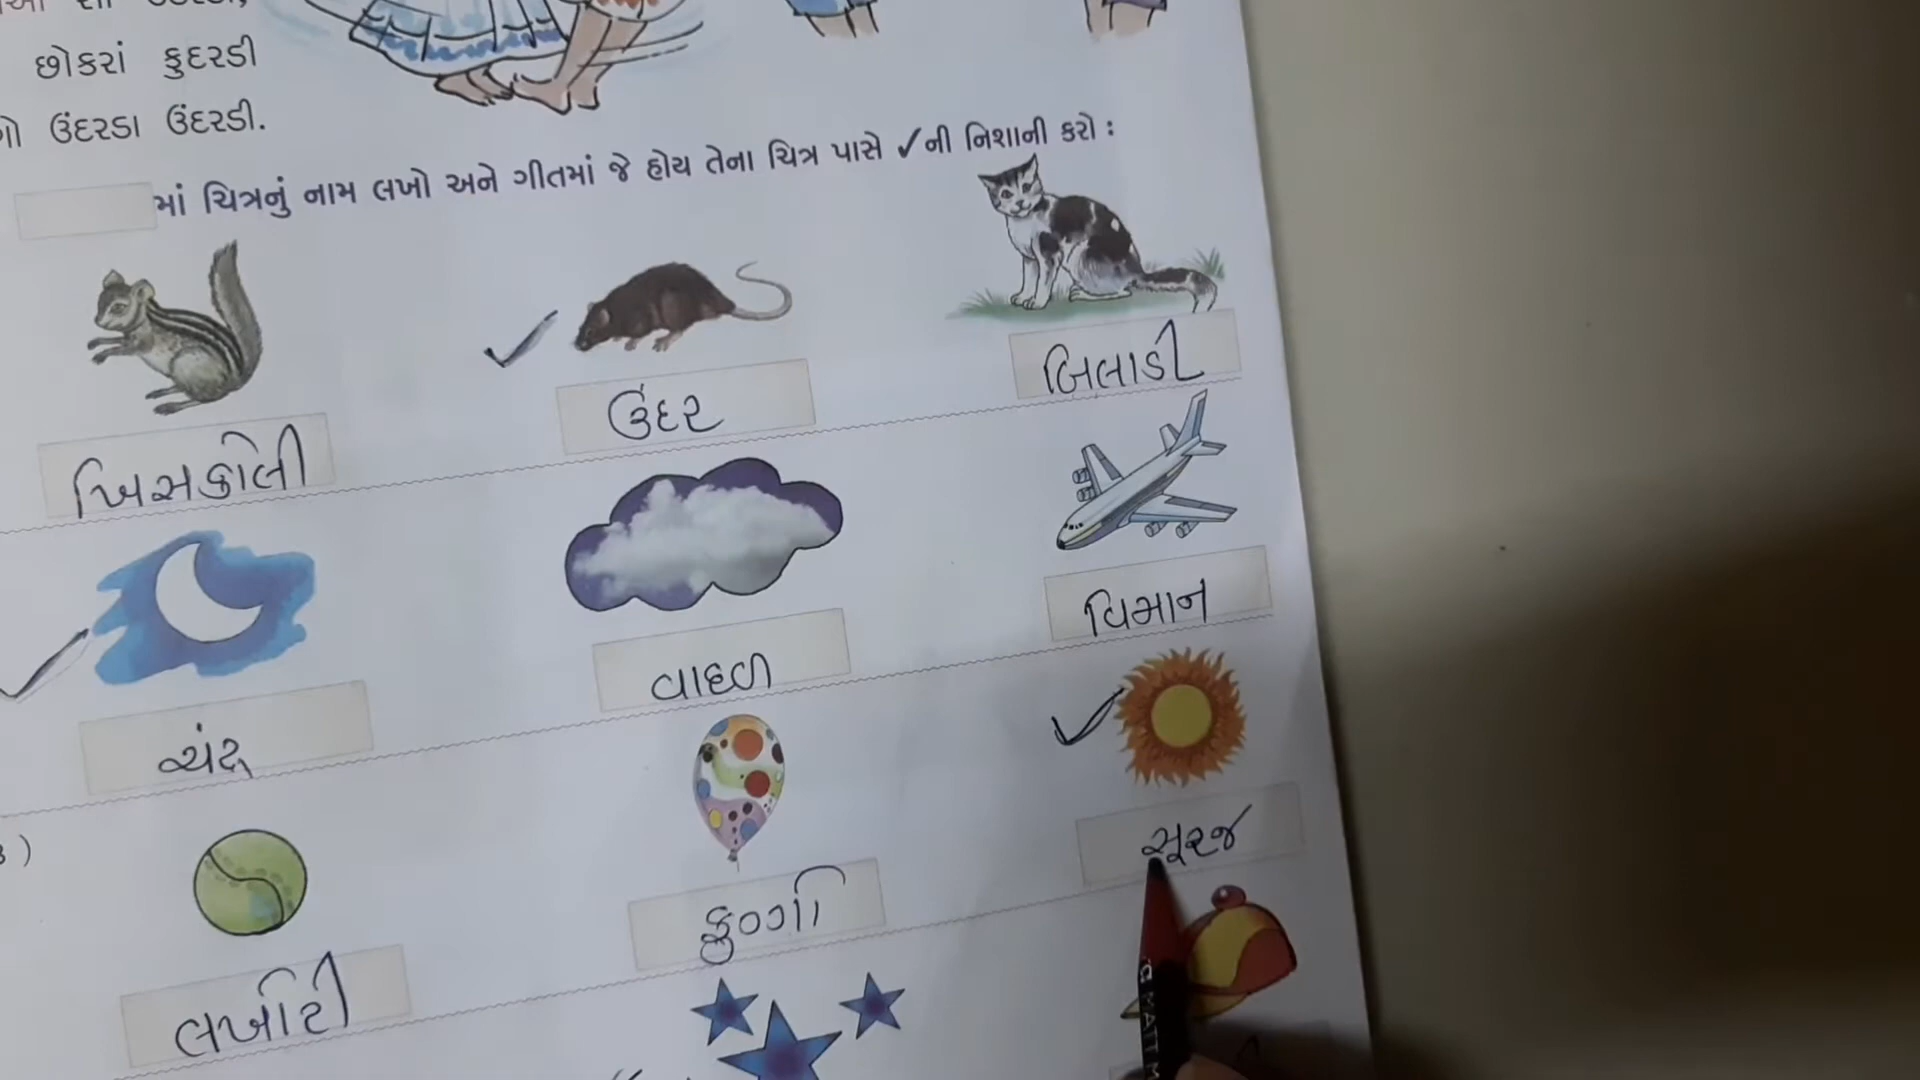 છોકરાં કુદરડી
ઉંદરડા ઉંદરડી.
માં ચિત્રનું નામ લખો અને ગીતમાં જે હોય તેના ચિત્ર પાસે ✓ની નિશાની કરો :
ખિસકોલી ઉંદર બિલાડી
ચંદ્ર વાદળ વિમાન
લખોટી ફુગ્ગો સૂરજ